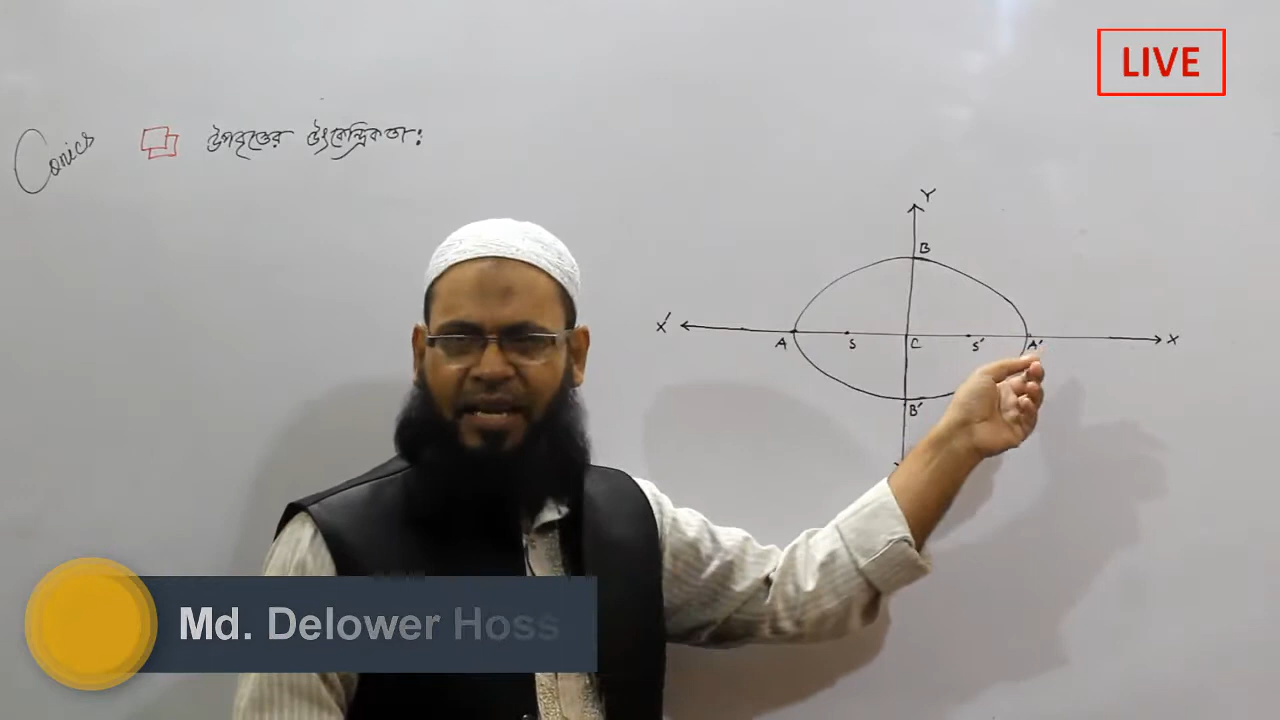 LIVE
Conics
উপবৃত্তের উৎকেন্দ্রিকতা:
Y
B
X'
A
S
C
S'
A'
X
B'
Md. Delower Hoss